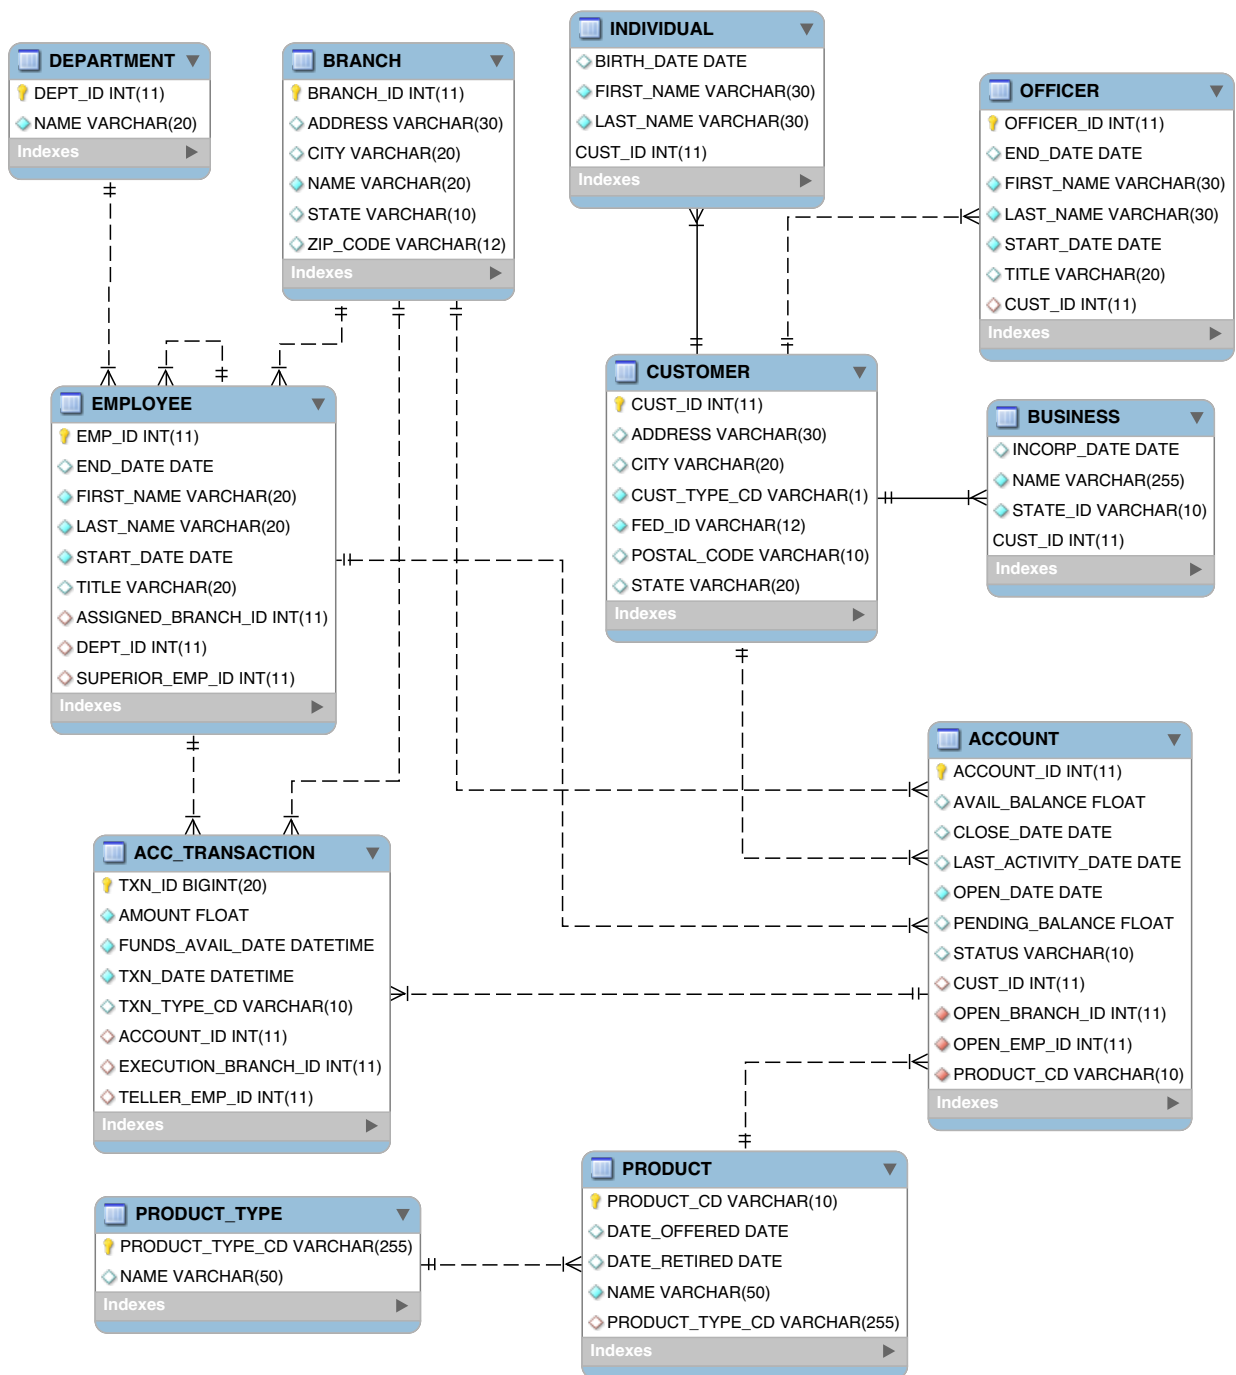 DEPARTMENT
DEPT_ID INT(11)
NAME VARCHAR(20)
Indexes
BRANCH
BRANCH_ID INT(11)
ADDRESS VARCHAR(30)
CITY VARCHAR(20)
NAME VARCHAR(20)
STATE VARCHAR(10)
ZIP_CODE VARCHAR(12)
Indexes
INDIVIDUAL
BIRTH_DATE DATE
FIRST_NAME VARCHAR(30)
LAST_NAME VARCHAR(30)
CUST_ID INT(11)
Indexes
OFFICER
OFFICER_ID INT(11)
END_DATE DATE
FIRST_NAME VARCHAR(30)
LAST_NAME VARCHAR(30)
START_DATE DATE
TITLE VARCHAR(20)
CUST_ID INT(11)
Indexes
EMPLOYEE
EMP_ID INT(11)
END_DATE DATE
FIRST_NAME VARCHAR(20)
LAST_NAME VARCHAR(20)
START_DATE DATE
TITLE VARCHAR(20)
ASSIGNED_BRANCH_ID INT(11)
DEPT_ID INT(11)
SUPERIOR_EMP_ID INT(11)
Indexes
CUSTOMER
CUST_ID INT(11)
ADDRESS VARCHAR(30)
CITY VARCHAR(20)
CUST_TYPE_CD VARCHAR(1)
FED_ID VARCHAR(12)
POSTAL_CODE VARCHAR(10)
STATE VARCHAR(20)
Indexes
BUSINESS
INCORP_DATE DATE
NAME VARCHAR(255)
STATE_ID VARCHAR(10)
CUST_ID INT(11)
Indexes
ACCOUNT
ACCOUNT_ID INT(11)
AVAIL_BALANCE FLOAT
CLOSE_DATE DATE
LAST_ACTIVITY_DATE DATE
OPEN_DATE DATE
PENDING_BALANCE FLOAT
STATUS VARCHAR(10)
CUST_ID INT(11)
OPEN_BRANCH_ID INT(11)
OPEN_EMP_ID INT(11)
PRODUCT_CD VARCHAR(10)
Indexes
ACC_TRANSACTION
TXN_ID BIGINT(20)
AMOUNT FLOAT
FUNDS_AVAIL_DATE DATETIME
TXN_DATE DATETIME
TXN_TYPE_CD VARCHAR(10)
ACCOUNT_ID INT(11)
EXECUTION_BRANCH_ID INT(11)
TELLER_EMP_ID INT(11)
Indexes
PRODUCT
PRODUCT_CD VARCHAR(10)
DATE_OFFERED DATE
DATE_RETIRED DATE
NAME VARCHAR(50)
PRODUCT_TYPE_CD VARCHAR(255)
Indexes
PRODUCT_TYPE
PRODUCT_TYPE_CD VARCHAR(255)
NAME VARCHAR(50)
Indexes